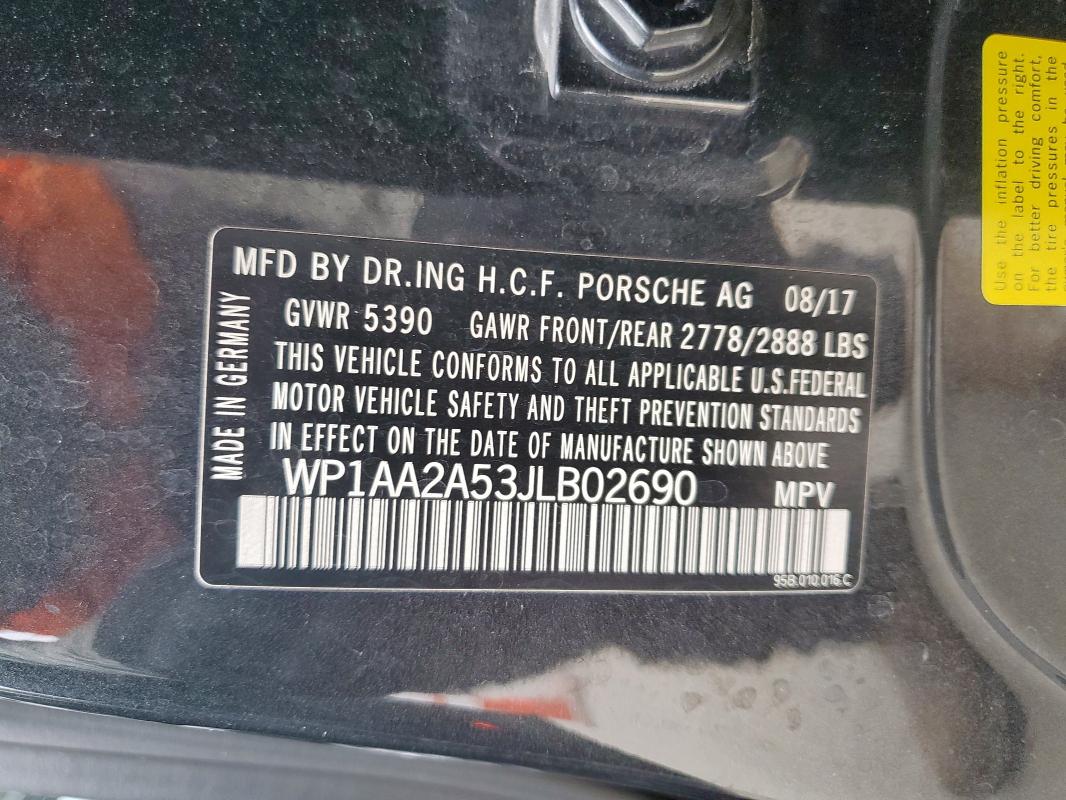 MFD BY DR.ING H.C.F. PORSCHE AG 08/17
GVWR 5390 GAWR FRONT/REAR 2778/2888 LBS
THIS VEHICLE CONFORMS TO ALL APPLICABLE U.S.FEDERAL
MOTOR VEHICLE SAFETY AND THEFT PREVENTION STANDARDS
IN EFFECT ON THE DATE OF MANUFACTURE SHOWN ABOVE
WP1AA2A53JLB02690 MPV
95B.010.016 C
MADE IN GERMANY
Use the inflation pressure
on the label to the right.
For better driving comfort,
the tire pressures in the